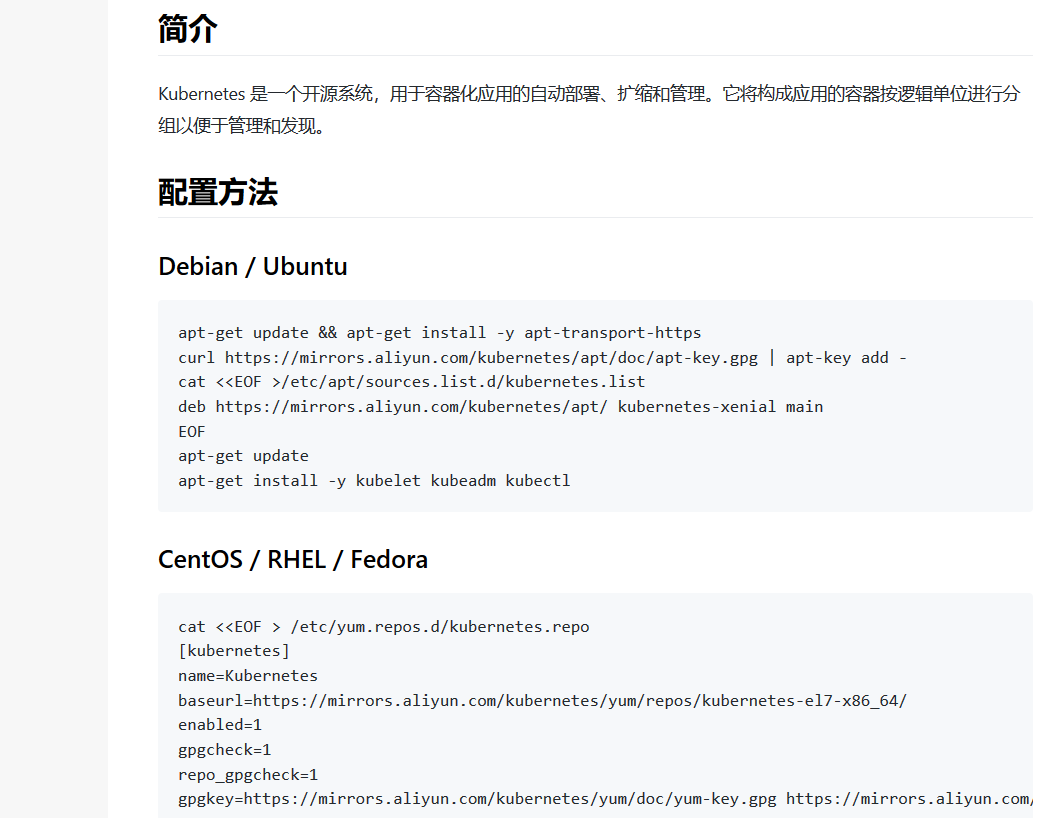 简介
Kubernetes 是一个开源系统，用于容器化应用的自动部署、扩缩和管理。它将构成应用的容器按逻辑单位进行分
组以便于管理和发现。
配置方法
Debian / Ubuntu
apt-get update && apt-get install -y apt-transport-https
curl https://mirrors.aliyun.com/kubernetes/apt/doc/apt-key.gpg | apt-key add -
cat <<EOF >/etc/apt/sources.list.d/kubernetes.list
deb https://mirrors.aliyun.com/kubernetes/apt/ kubernetes-xenial main
EOF
apt-get update
apt-get install -y kubelet kubeadm kubectl
CentOS / RHEL / Fedora
cat <<EOF > /etc/yum.repos.d/kubernetes.repo
[kubernetes]
name=Kubernetes
baseurl=https://mirrors.aliyun.com/kubernetes/yum/repos/kubernetes-el7-x86_64/
enabled=1
gpgcheck=1
repo_gpgcheck=1
gpgkey=https://mirrors.aliyun.com/kubernetes/yum/doc/yum-key.gpg https://mirrors.aliyun.com/